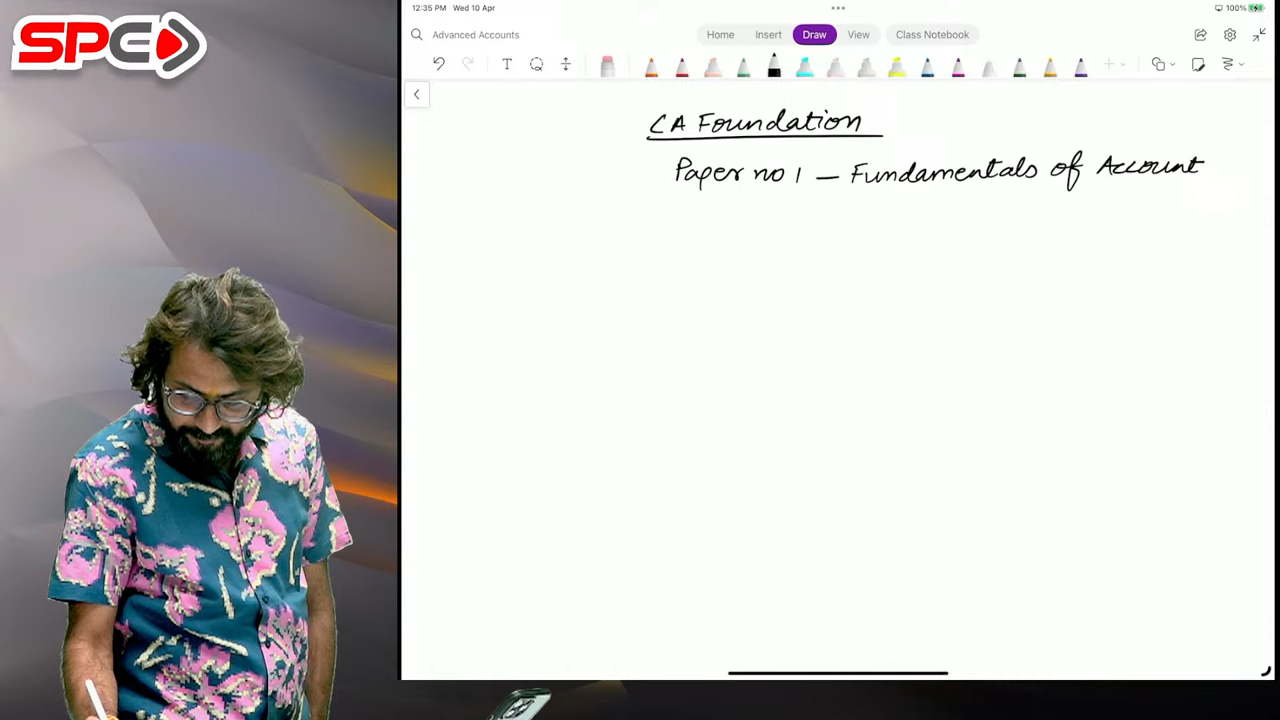 SPC
12:35 PM Wed 10 Apr
100%
Advanced Accounts
Home Insert Draw View Class Notebook
T
CA Foundation
Paper no 1 – Fundamentals of Account